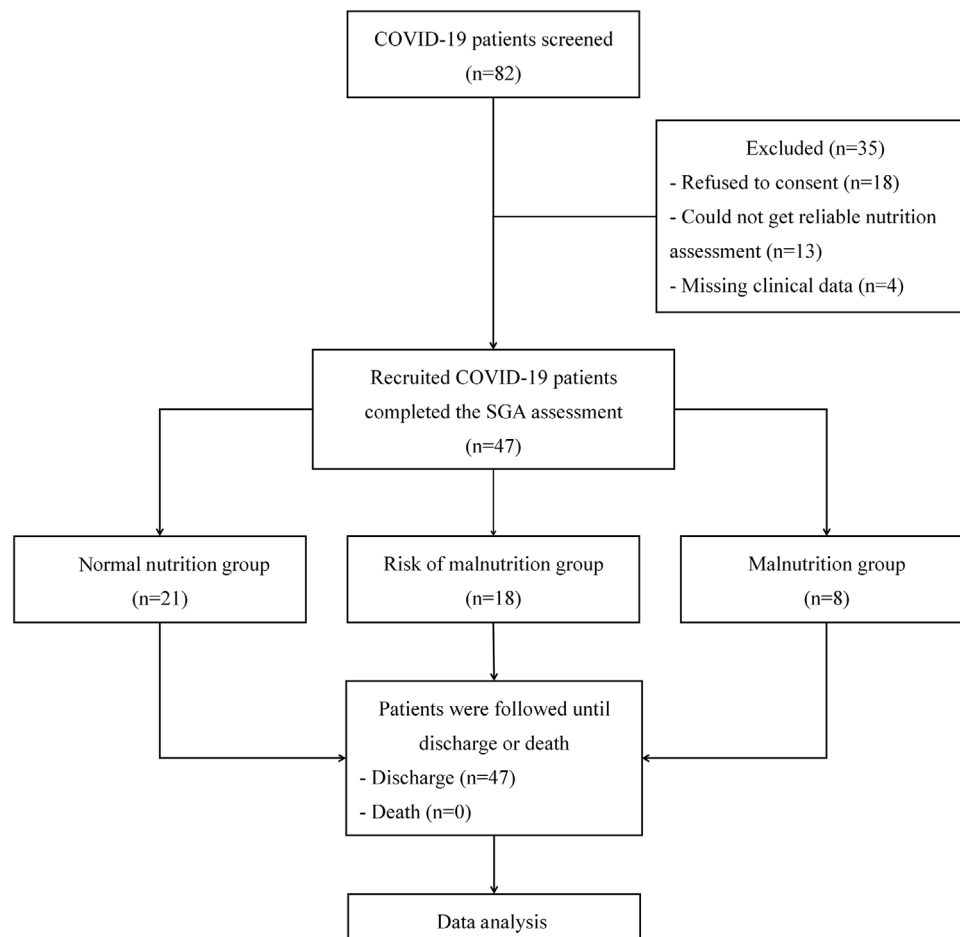 COVID-19 patients screened
(n=82)
Excluded (n=35)
- Refused to consent (n=18)
- Could not get reliable nutrition
assessment (n=13)
- Missing clinical data (n=4)
Recruited COVID-19 patients
completed the SGA assessment
(n=47)
Normal nutrition group
(n=21)
Risk of malnutrition group
(n=18)
Malnutrition group
(n=8)
Patients were followed until
discharge or death
- Discharge (n=47)
- Death (n=0)
Data analysis